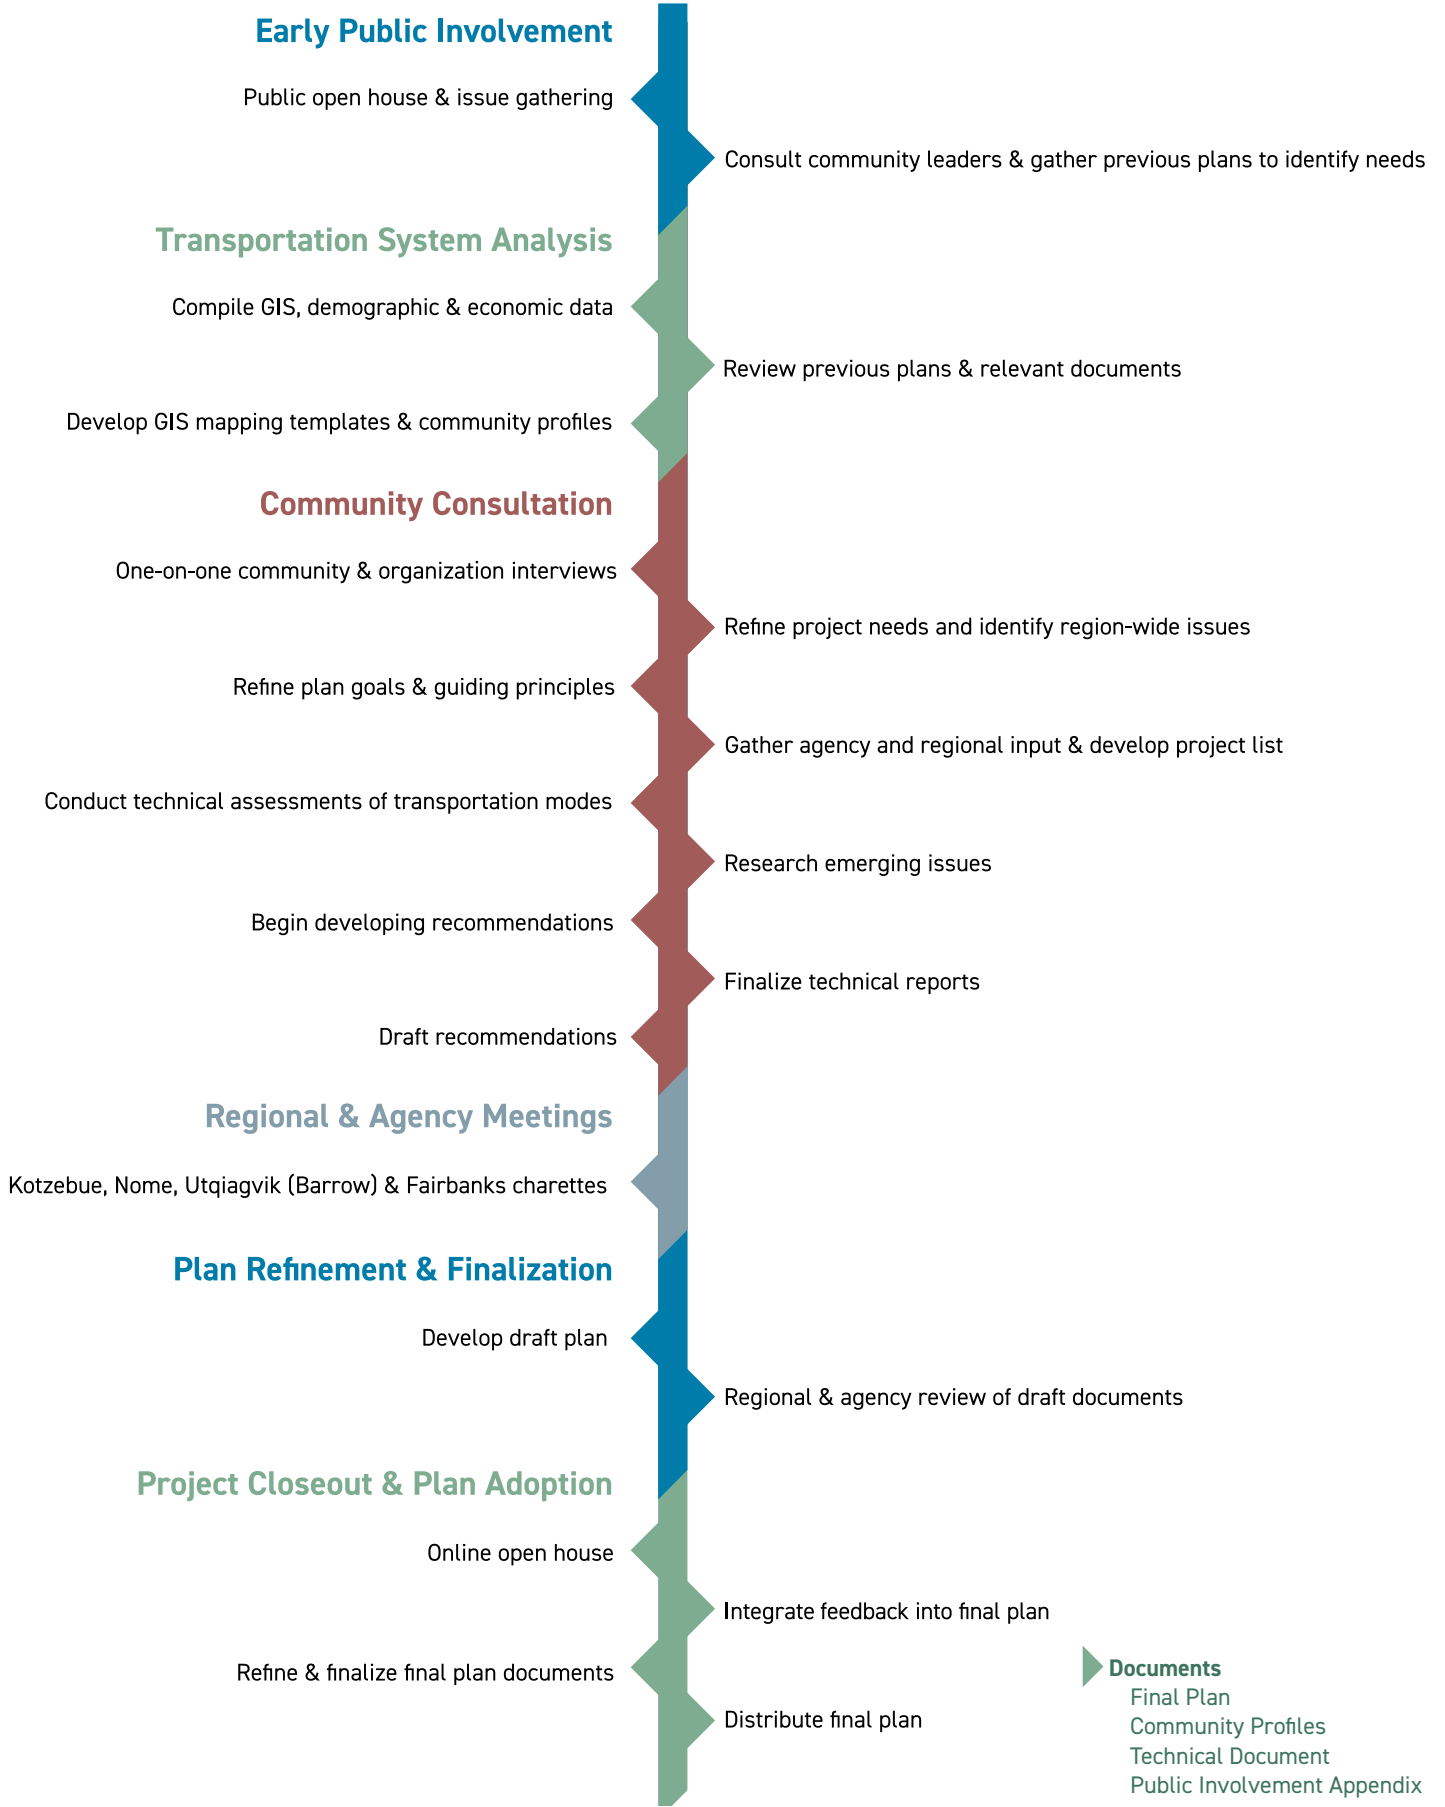 Early Public Involvement
Public open house & issue gathering
Consult community leaders & gather previous plans to identify needs
Transportation System Analysis
Compile GIS, demographic & economic data
Review previous plans & relevant documents
Develop GIS mapping templates & community profiles
Community Consultation
One-on-one community & organization interviews
Refine project needs and identify region-wide issues
Refine plan goals & guiding principles
Gather agency and regional input & develop project list
Conduct technical assessments of transportation modes
Research emerging issues
Begin developing recommendations
Finalize technical reports
Draft recommendations
Regional & Agency Meetings
Kotzebue, Nome, Utqiagvik (Barrow) & Fairbanks charettes
Plan Refinement & Finalization
Develop draft plan
Regional & agency review of draft documents
Project Closeout & Plan Adoption
Online open house
Integrate feedback into final plan
Refine & finalize final plan documents
Distribute final plan
Documents
Final Plan
Community Profiles
Technical Document
Public Involvement Appendix